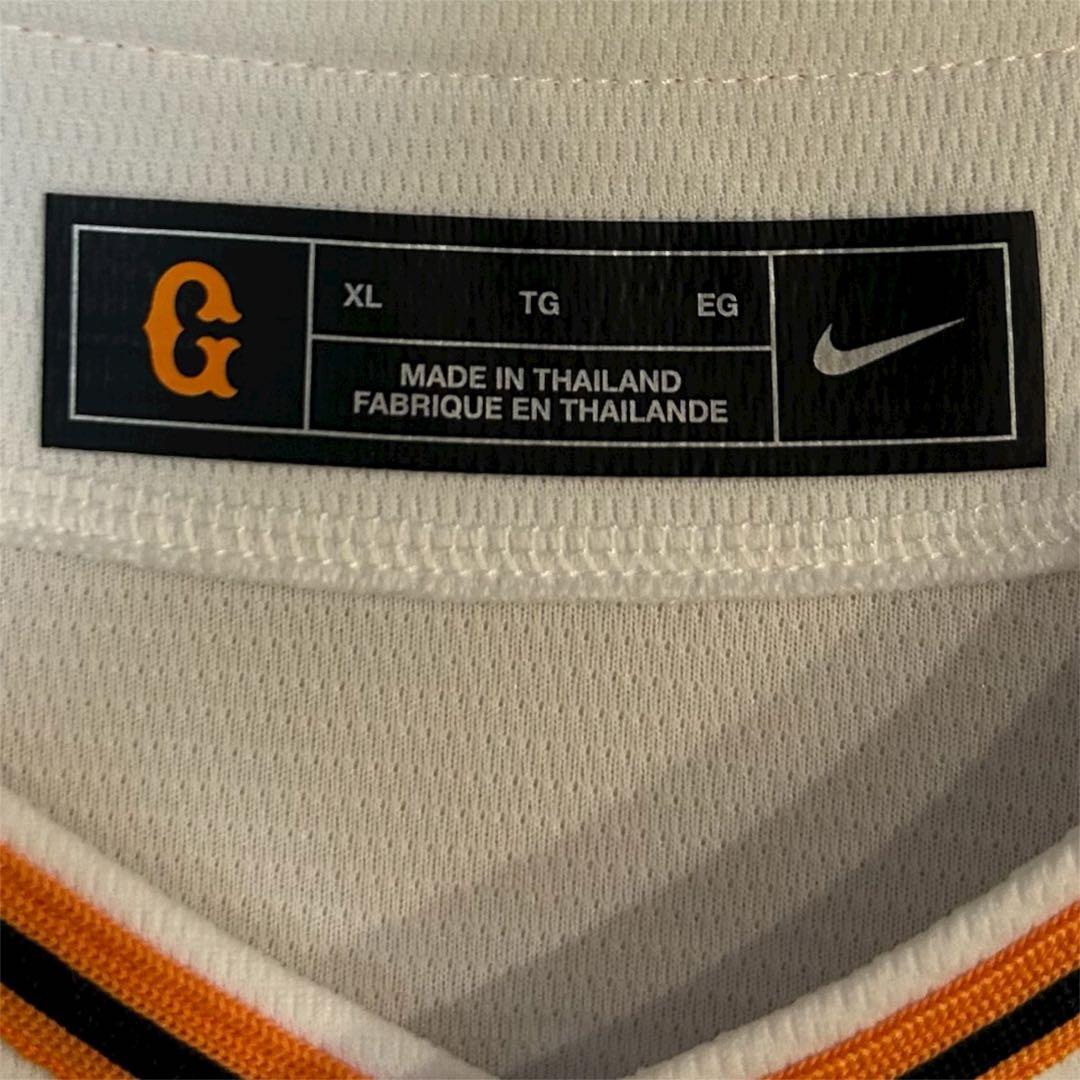 G
XL TG EG
MADE IN THAILAND
FABRIQUE EN THAILANDE